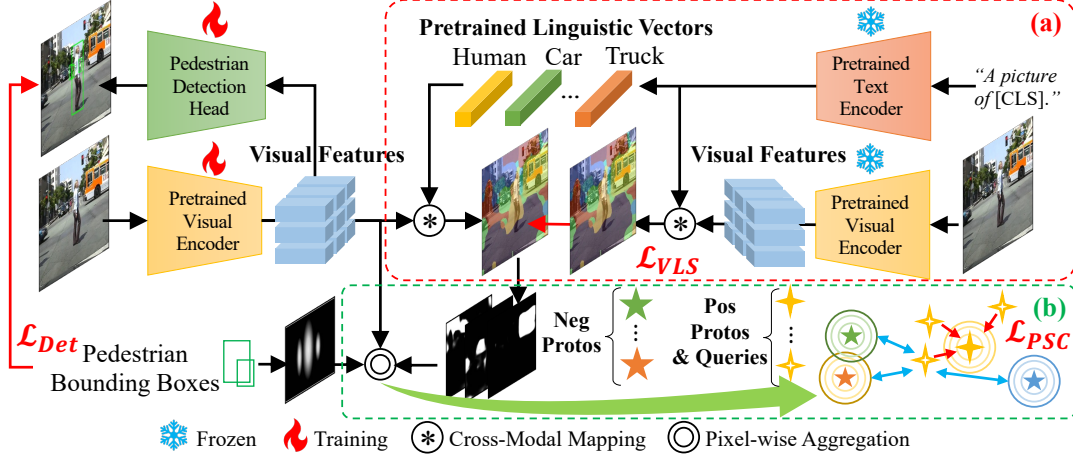 (a)
Pretrained Linguistic Vectors
Human
Car
Truck
...
Pedestrian
Detection
Head
Pretrained
Text
Encoder
“A picture
of [CLS].”
Visual Features
Visual Features
Pretrained
Visual
Encoder
Pretrained
Visual
Encoder
ℒVLS
(b)
Neg
Protos
Pos
Protos
& Queries
ℒPSC
ℒDet
Pedestrian
Bounding Boxes
Frozen
Training
Cross-Modal Mapping
Pixel-wise Aggregation